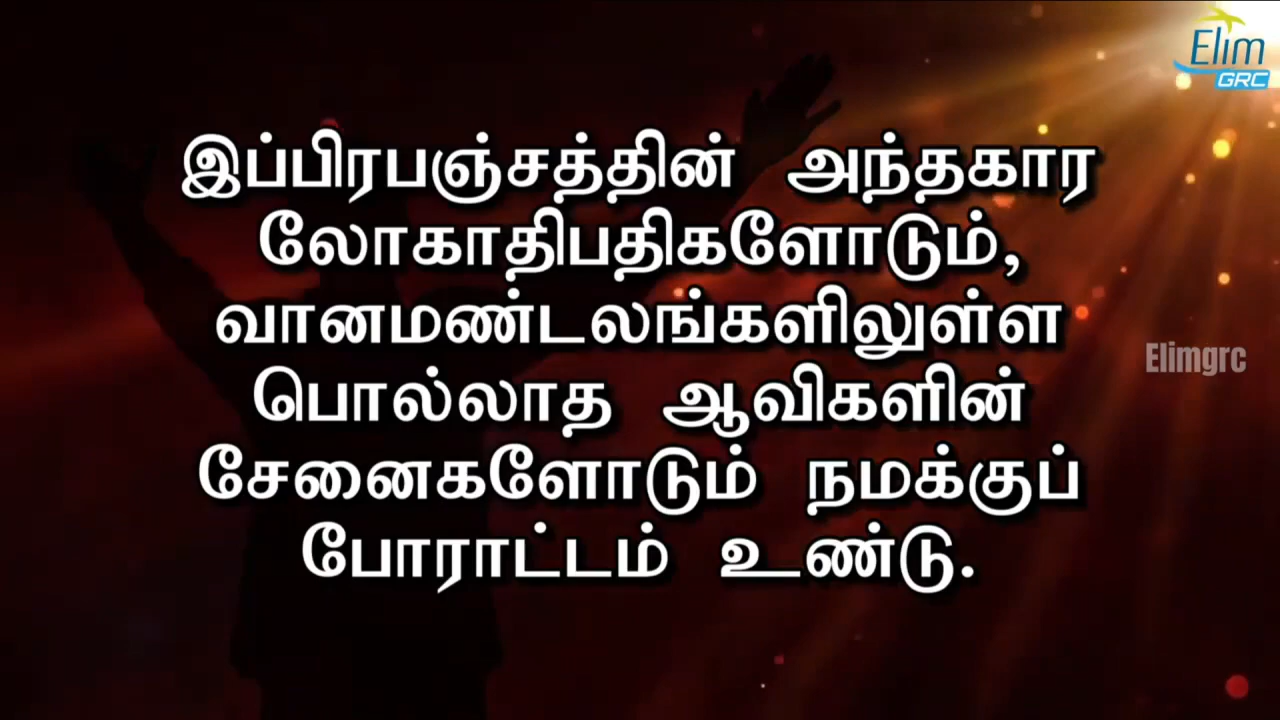 Elim
GRC
இப்பிரபஞ்சத்தின் அந்தகார
லோகாதிபதிகளோடும்,
வானமண்டலங்களிலுள்ள
பொல்லாத ஆவிகளின்
சேனைகளோடும் நமக்குப்
போராட்டம் உண்டு.
Elimgrc